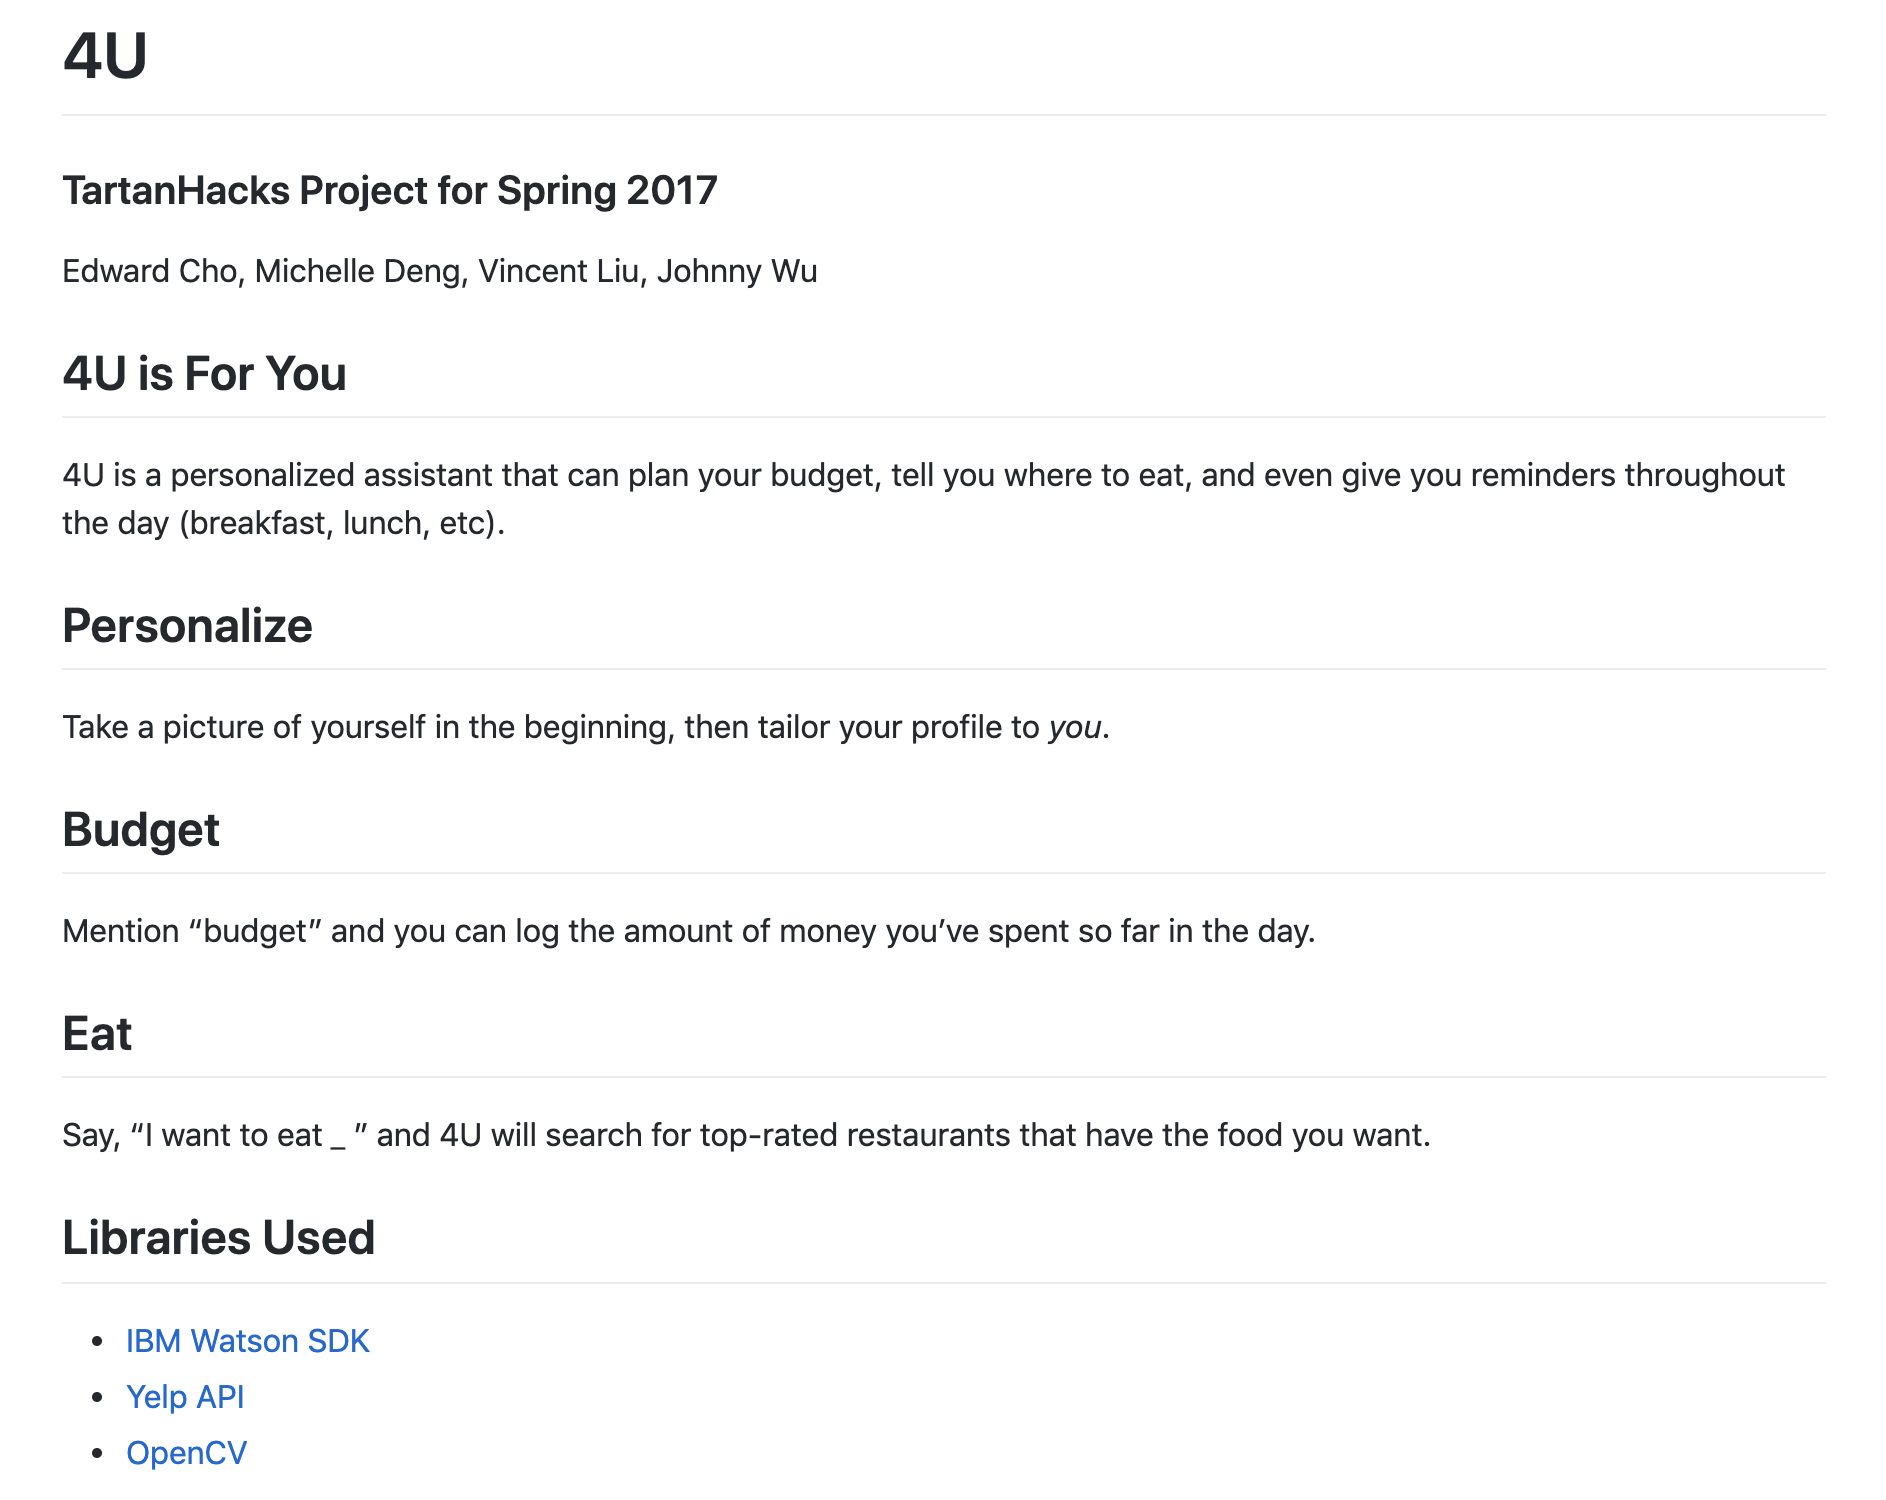 4U
TartanHacks Project for Spring 2017
Edward Cho, Michelle Deng, Vincent Liu, Johnny Wu
4U is For You
4U is a personalized assistant that can plan your budget, tell you where to eat, and even give you reminders throughout
the day (breakfast, lunch, etc).
Personalize
Take a picture of yourself in the beginning, then tailor your profile to you.
Budget
Mention “budget” and you can log the amount of money you’ve spent so far in the day.
Eat
Say, “I want to eat _ ” and 4U will search for top-rated restaurants that have the food you want.
Libraries Used
• IBM Watson SDK
• Yelp API
• OpenCV